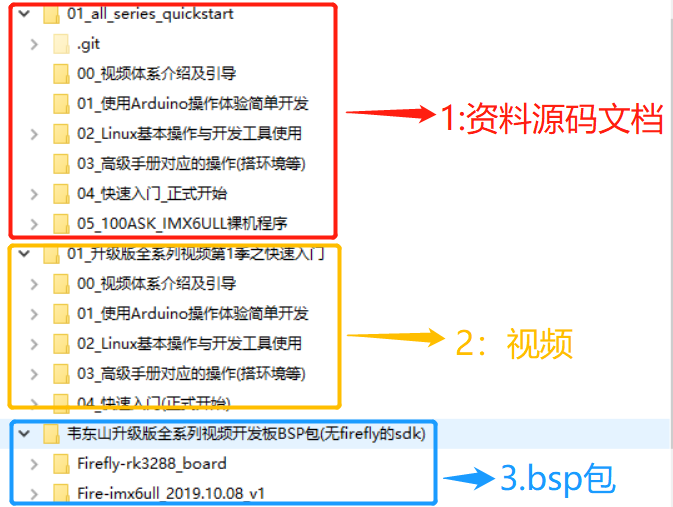 01_all_series_quickstart
.git
00_视频体系介绍及引导
01_使用Arduino操作体验简单开发
02_Linux基本操作与开发工具使用
03_高级手册对应的操作(搭环境等)
04_快速入门_正式开始
05_100ASK_IMX6ULL裸机程序
1:资料源码文档
01_升级版全系列视频第1季之快速入门
00_视频体系介绍及引导
01_使用Arduino操作体验简单开发
02_Linux基本操作与开发工具使用
03_高级手册对应的操作(搭环境等)
04_快速入门(正式开始)
2：视频
韦东山升级版全系列视频开发板BSP包(无firefly的sdk)
Firefly-rk3288_board
Fire-imx6ull_2019.10.08_v1
3.bsp包